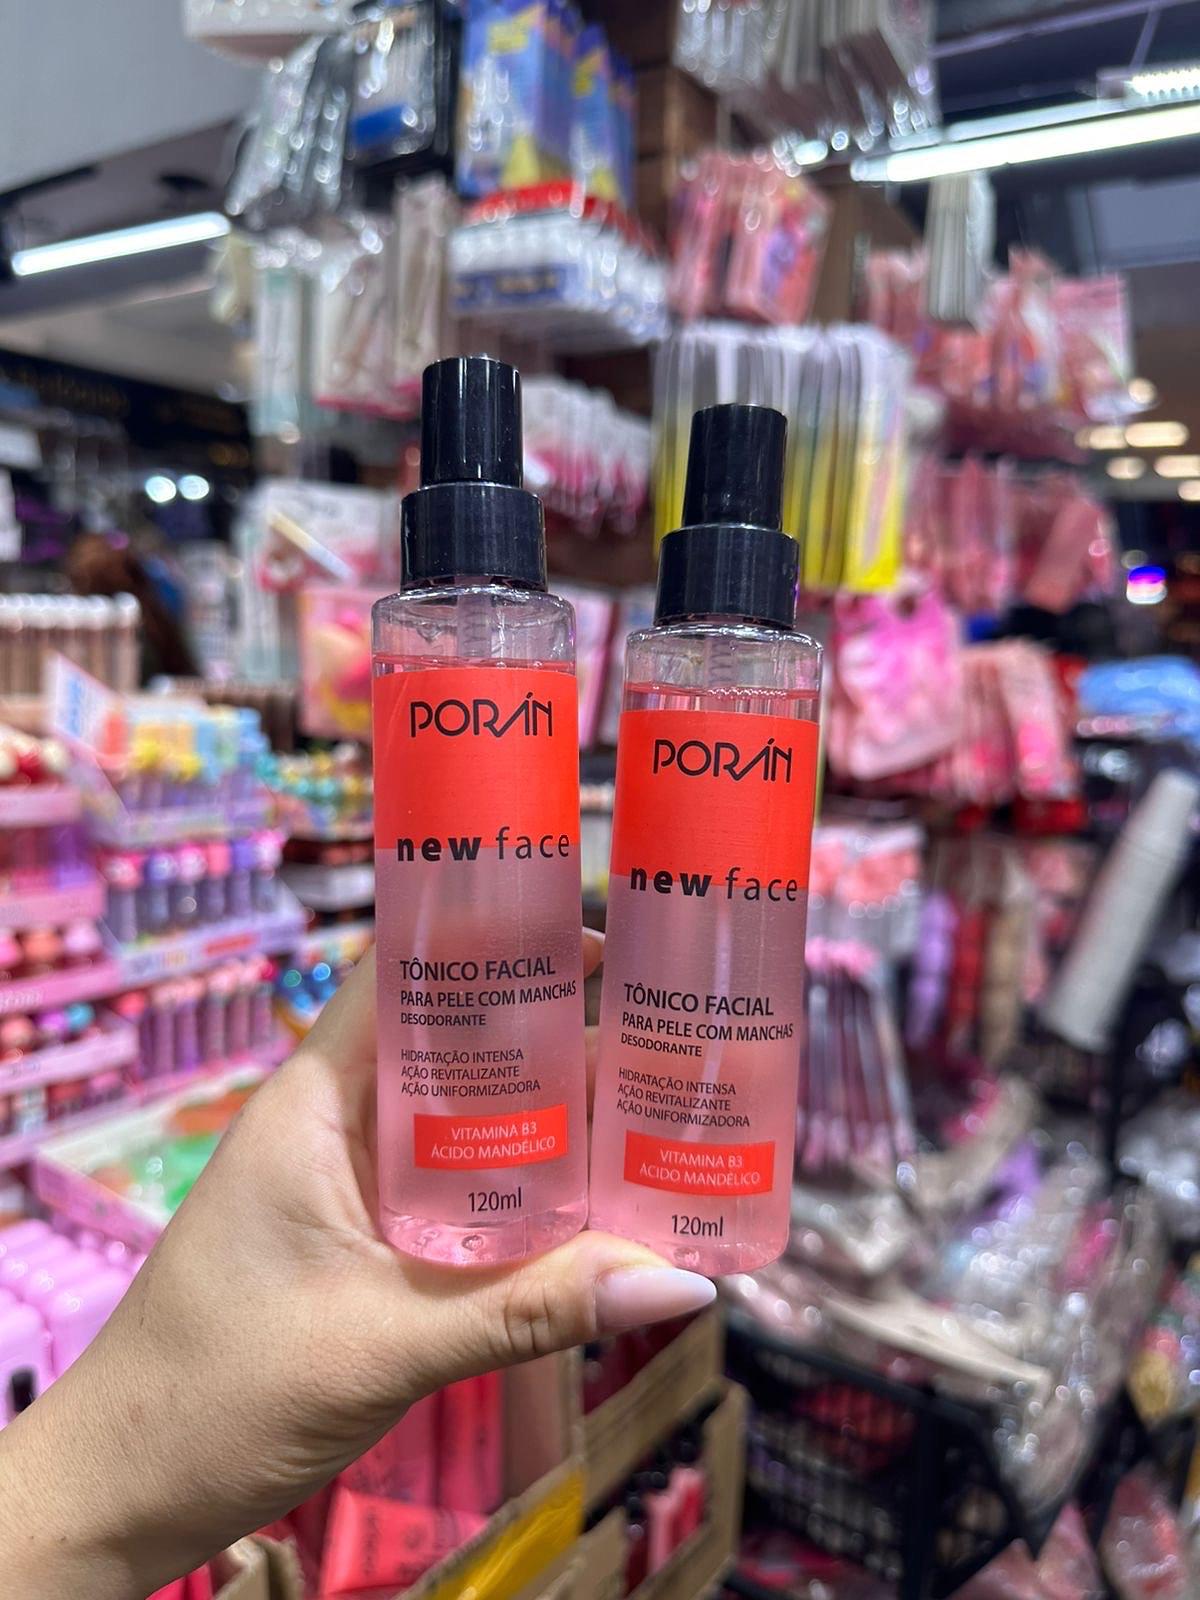 PORÁN
new face
TÔNICO FACIAL
PARA PELE COM MANCHAS
DESODORANTE
HIDRATAÇÃO INTENSA
AÇÃO REVITALIZANTE
AÇÃO UNIFORMIZADORA
VITAMINA B3
ÁCIDO MANDÉLICO
120ml
PORÁN
new face
TÔNICO FACIAL
PARA PELE COM MANCHAS
DESODORANTE
HIDRATAÇÃO INTENSA
AÇÃO REVITALIZANTE
AÇÃO UNIFORMIZADORA
VITAMINA B3
ÁCIDO MANDÉLICO
120ml